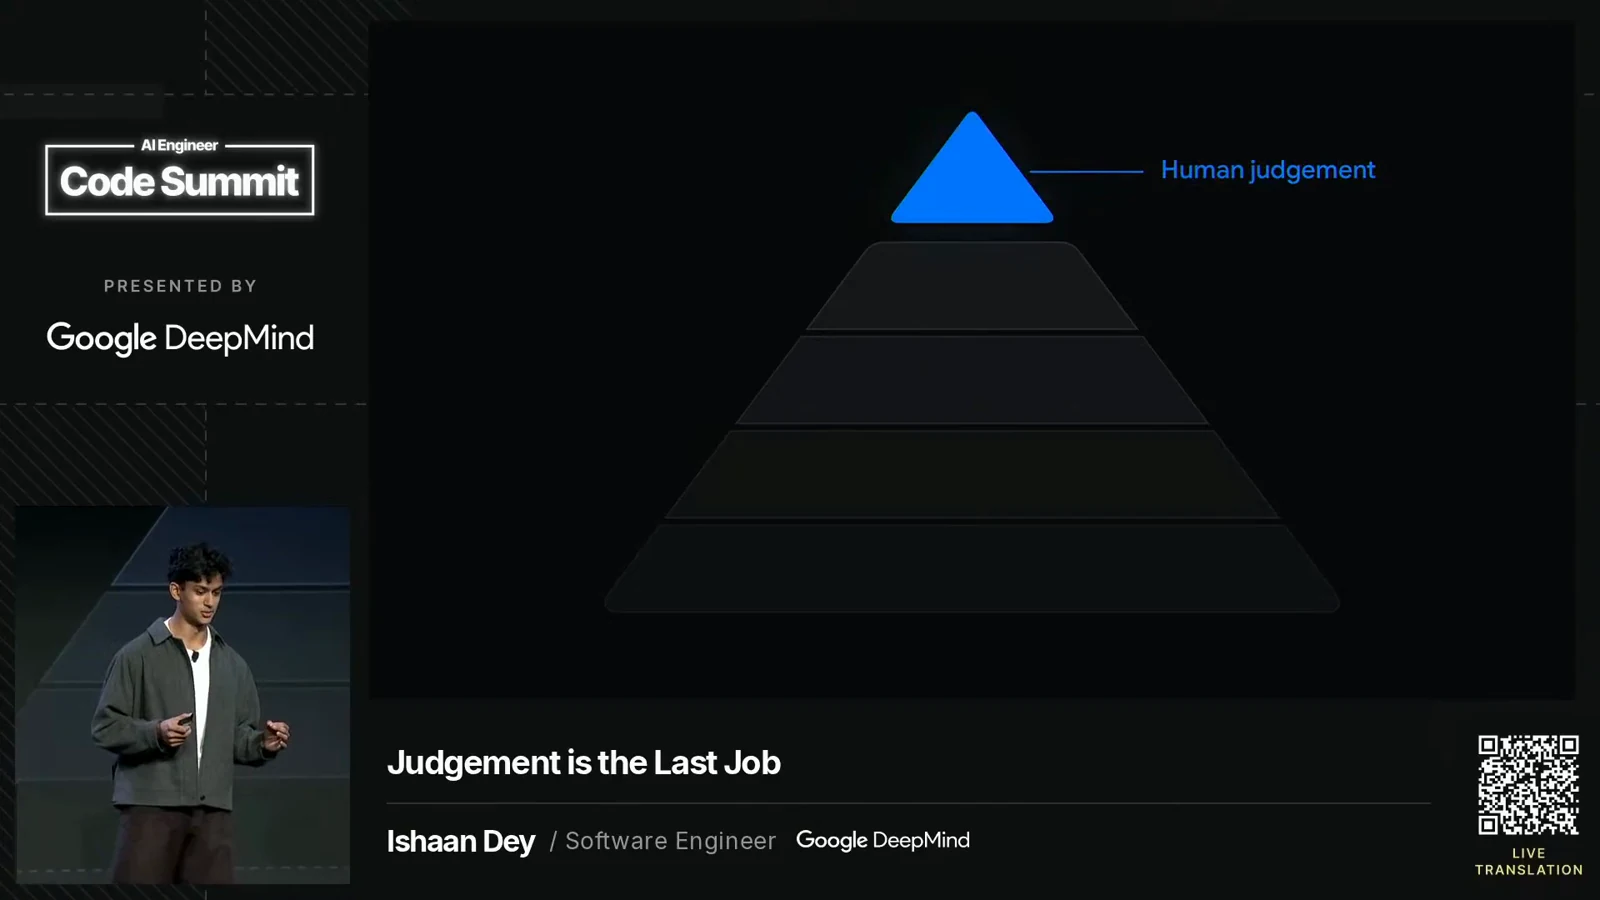 AI Engineer
Code Summit
PRESENTED BY
Google DeepMind
Human judgement
Judgement is the Last Job
Ishaan Dey / Software Engineer Google DeepMind
LIVE
TRANSLATION